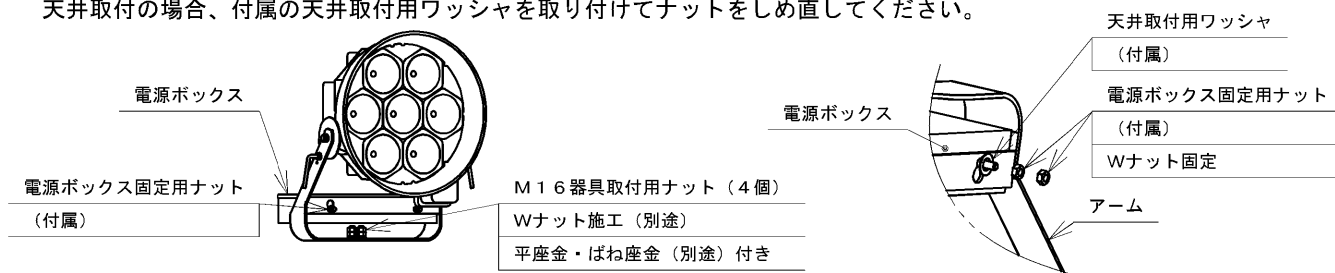 天井取付の場合、付属の天井取付用ワッシャを取り付けてナットをしめ直してください。
電源ボックス
電源ボックス固定用ナット
（付属）
Ｍ１６器具取付用ナット（４個）
Ｗナット施工（別途）
平座金・ばね座金（別途）付き
天井取付用ワッシャ
（付属）
電源ボックス
電源ボックス固定用ナット
（付属）
Ｗナット固定
アーム